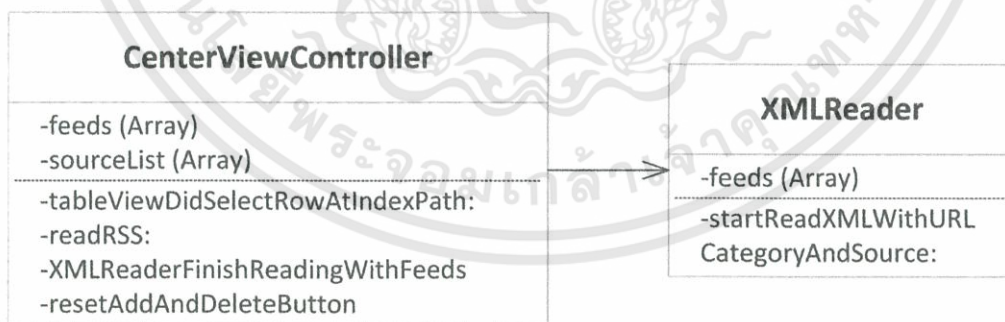 CenterViewController
-feeds (Array)
-sourceList (Array)
-tableViewDidSelectRowAtIndexPath:
-readRSS:
-XMLReaderFinishReadingWithFeeds
-resetAddAndDeleteButton
XMLReader
-feeds (Array)
-startReadXMLWithURL
CategoryAndSource: